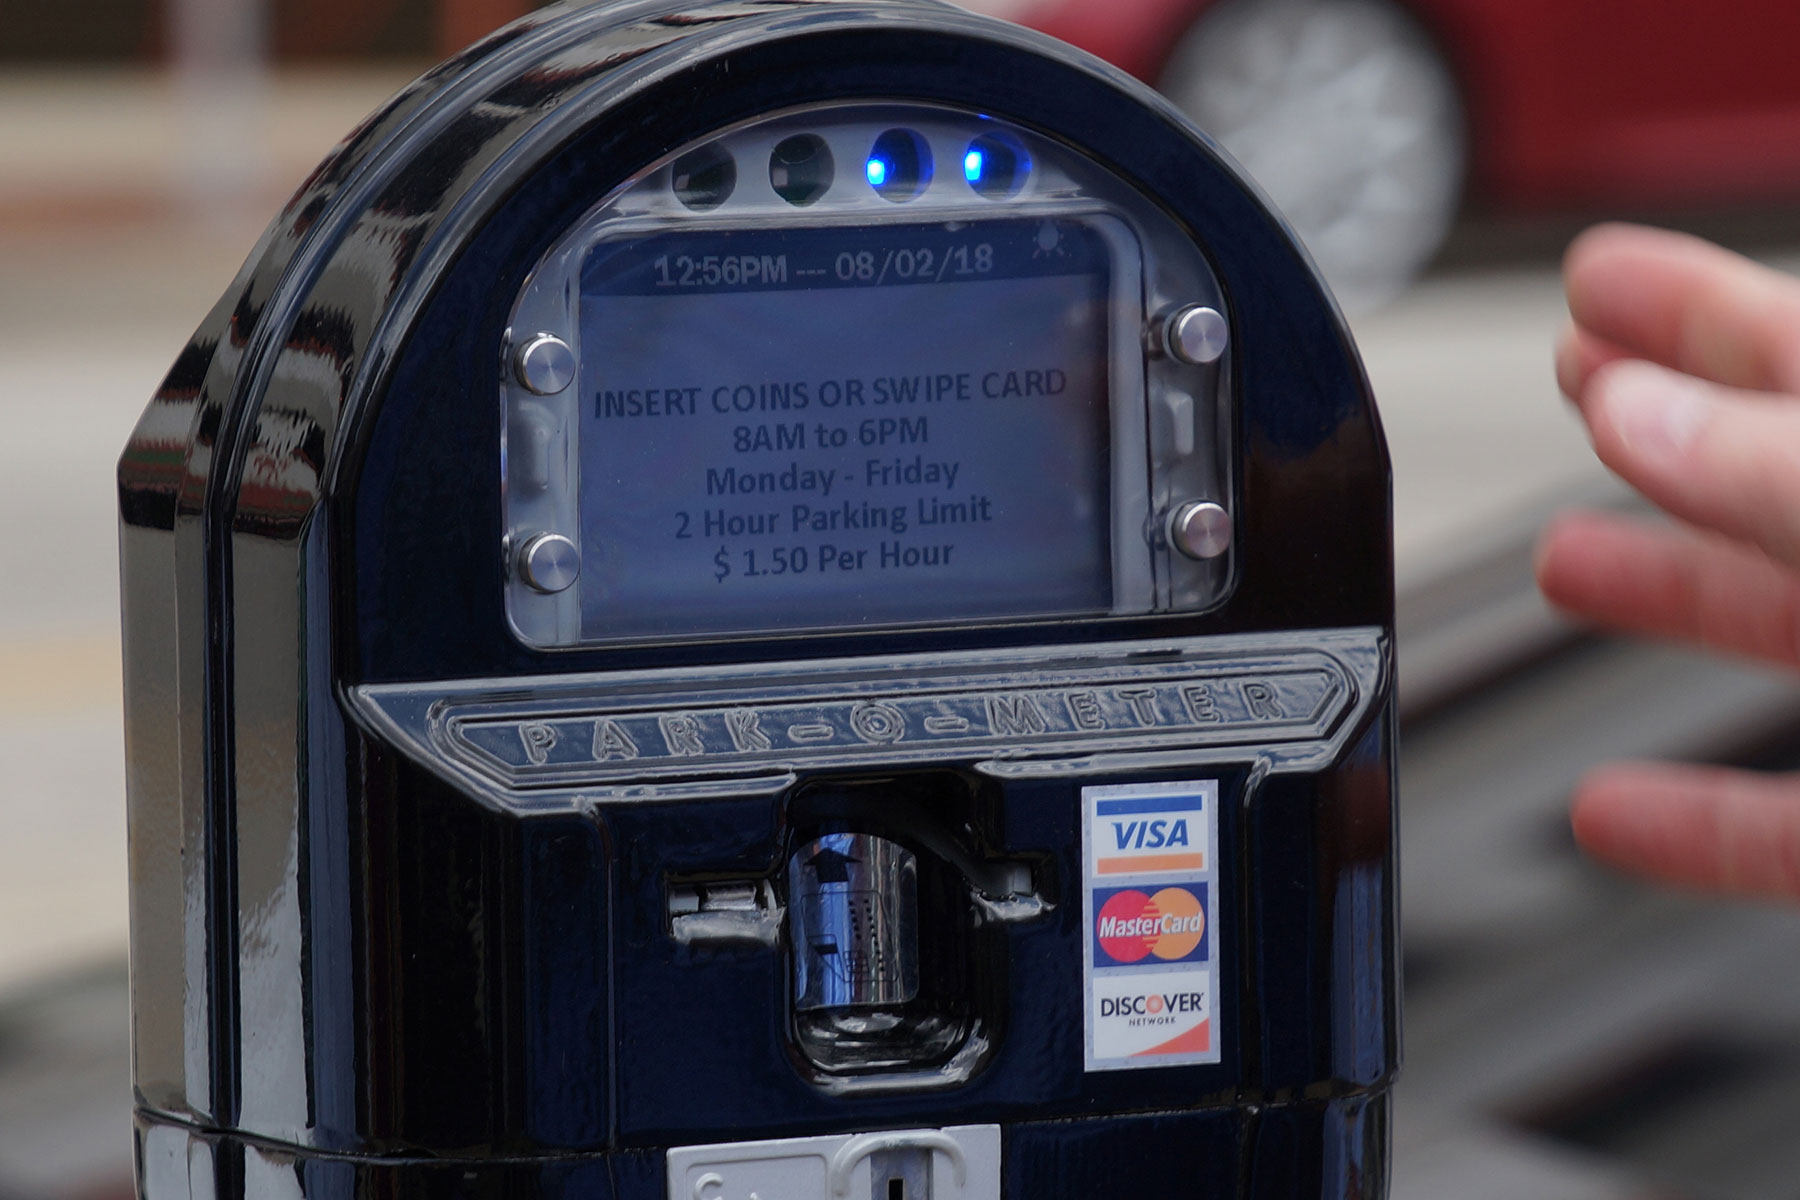 12:56PM --- 08/02/18
INSERT COINS OR SWIPE CARD
8AM to 6PM
Monday - Friday
2 Hour Parking Limit
$ 1.50 Per Hour
PARK-O-METER
VISA
MasterCard
DISCOVER
NETWORK